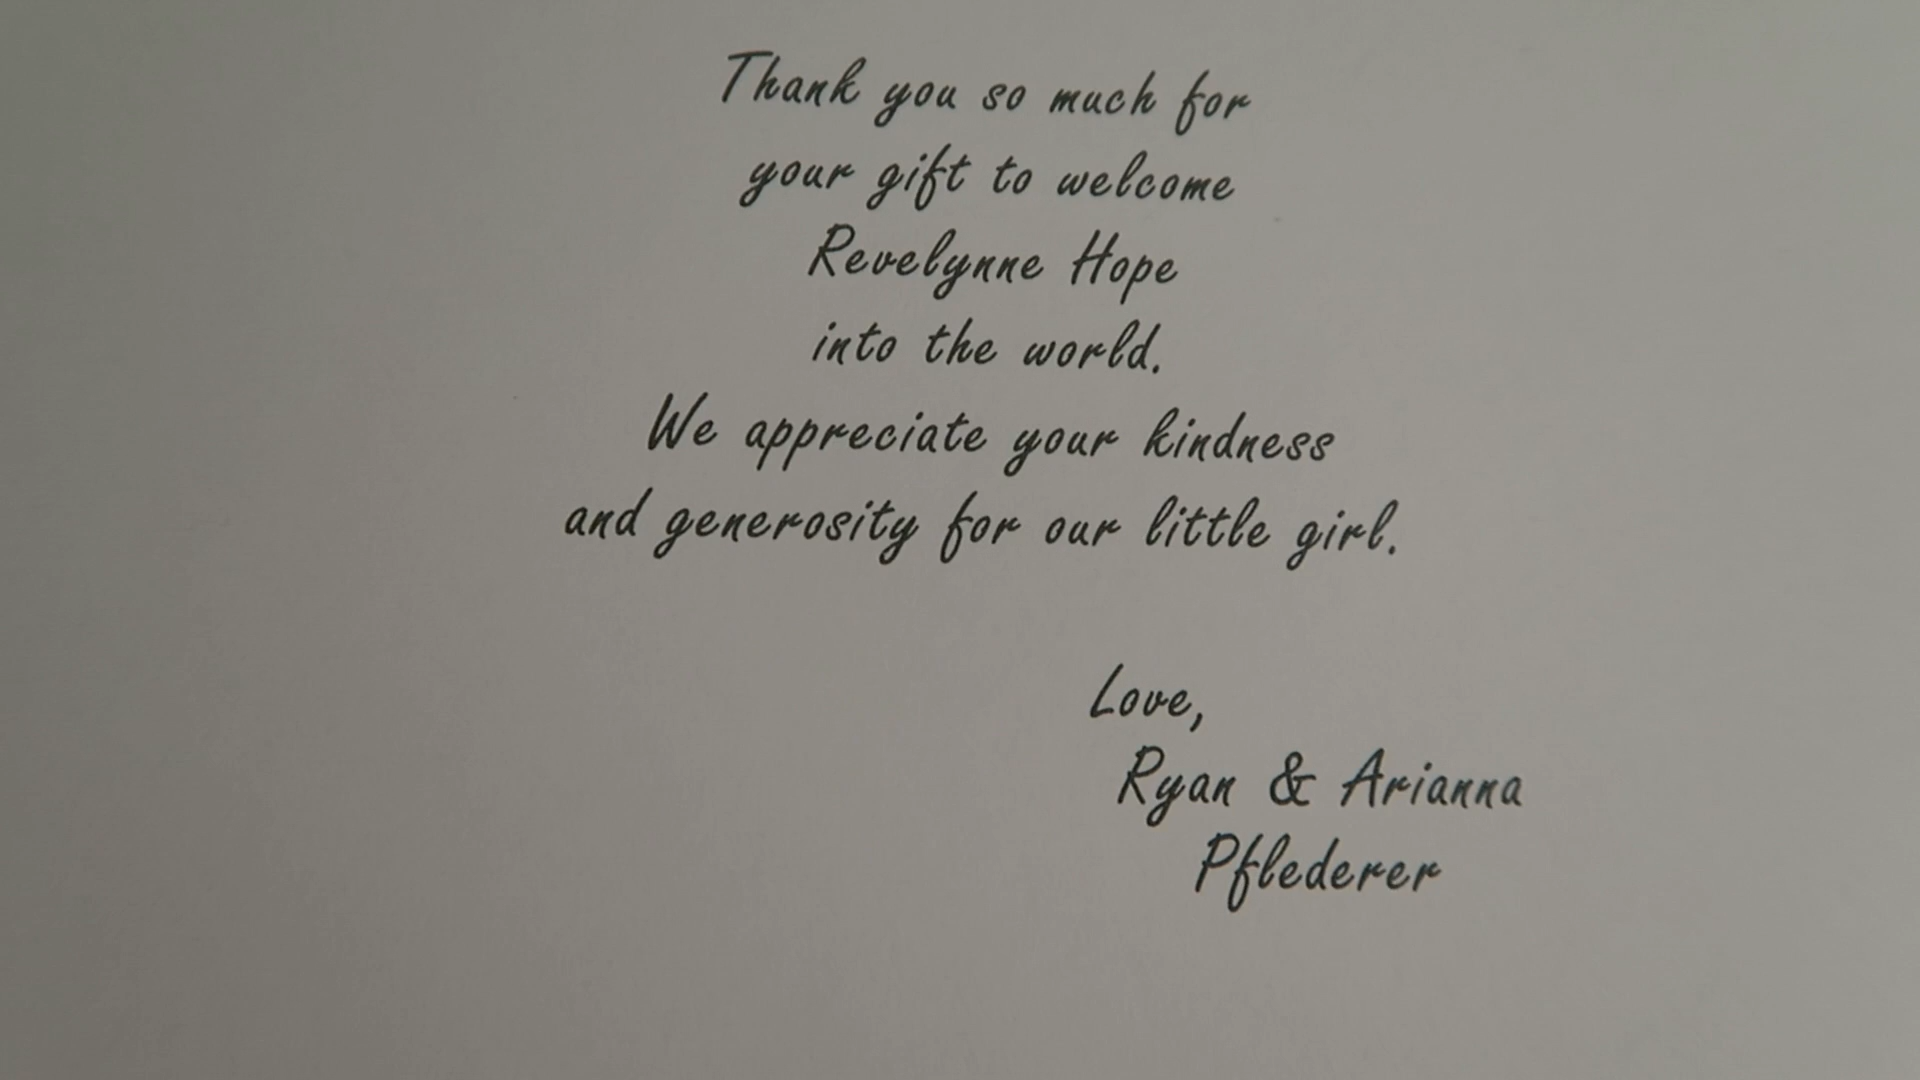 Thank you so much for
your gift to welcome
Revelynne Hope
into the world.
We appreciate your kindness
and generosity for our little girl.
Love,
Ryan & Arianna
Pflederer